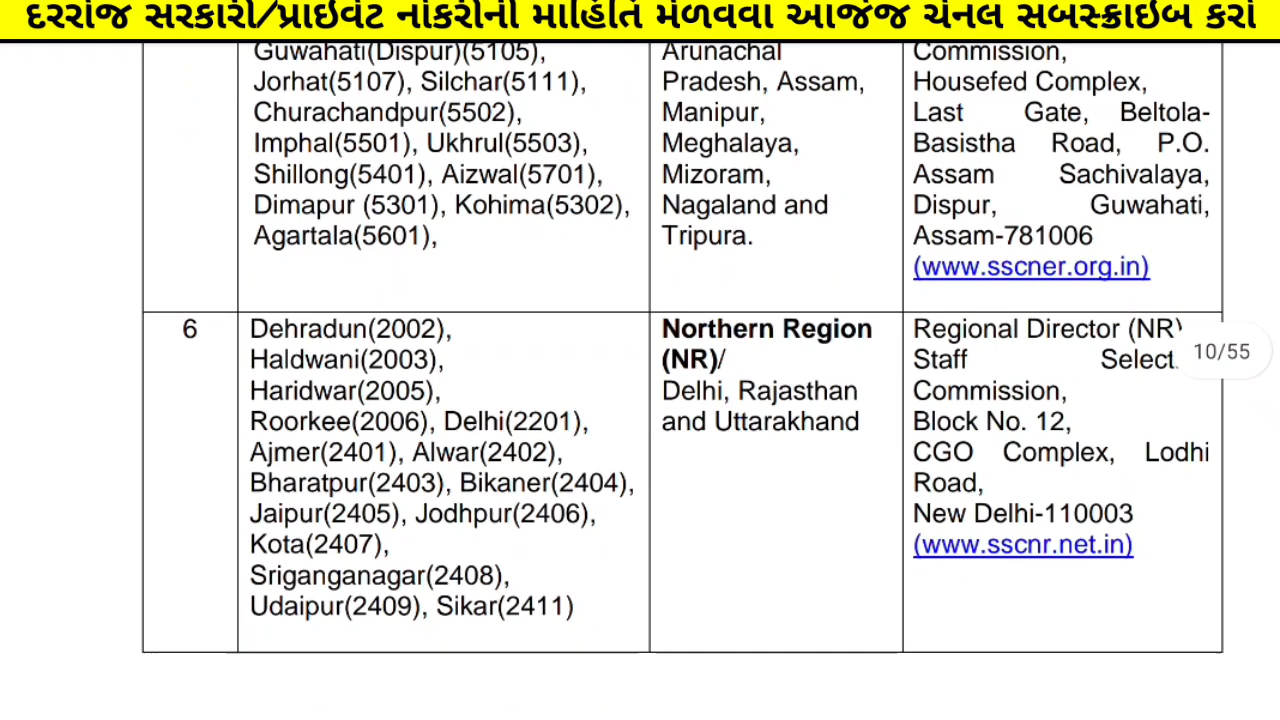 દરરોજ સરકારી/પ્રાઇવેટ નોકરીની માહિતિ મેળવવા આજેજ ચેનલ સબસ્ક્રાઇબ કરો
Guwahati(Dispur)(5105),
Jorhat(5107), Silchar(5111),
Churachandpur(5502),
Imphal(5501), Ukhrul(5503),
Shillong(5401), Aizwal(5701),
Dimapur (5301), Kohima(5302),
Agartala(5601),
Arunachal
Pradesh, Assam,
Manipur,
Meghalaya,
Mizoram,
Nagaland and
Tripura.
Commission,
Housefed Complex,
Last Gate, Beltola-
Basistha Road, P.O.
Assam Sachivalaya,
Dispur, Guwahati,
Assam-781006
(www.sscner.org.in)
6
Dehradun(2002),
Haldwani(2003),
Haridwar(2005),
Roorkee(2006), Delhi(2201),
Ajmer(2401), Alwar(2402),
Bharatpur(2403), Bikaner(2404),
Jaipur(2405), Jodhpur(2406),
Kota(2407),
Sriganganagar(2408),
Udaipur(2409), Sikar(2411)
Northern Region
(NR)/
Delhi, Rajasthan
and Uttarakhand
Regional Director (NR)
Staff Select
Commission,
Block No. 12,
CGO Complex, Lodhi
Road,
New Delhi-110003
(www.sscnr.net.in)
10/55